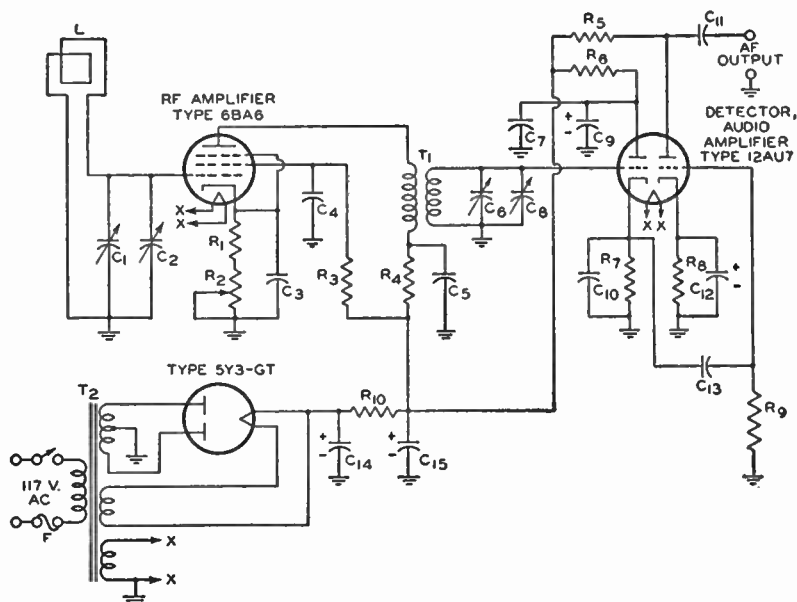 L
RF AMPLIFIER
TYPE 6BA6
R5
C11
AF
OUTPUT
R6
DETECTOR,
AUDIO
AMPLIFIER
TYPE 12AU7
C7
+
-
C9
T1
C1
C2
X
X
R1
R2
C3
C4
R3
R4
C5
C6
C8
X X
C10
R7
R8
C12
+
-
C13
R9
TYPE 5Y3-GT
T2
R10
+
-
C14
+
-
C15
117 V.
AC
F
X
X